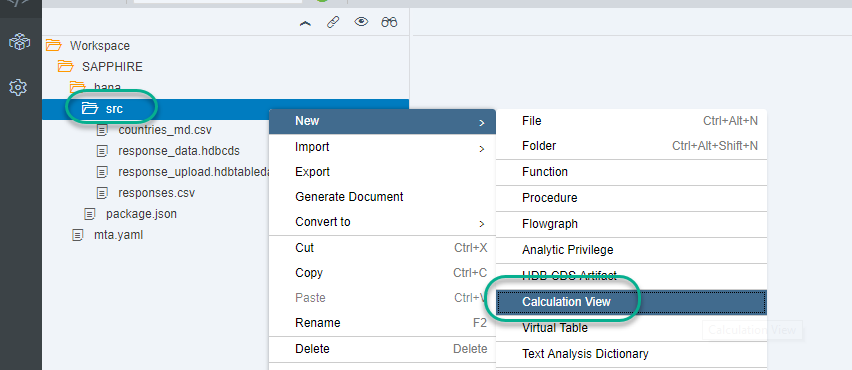 Workspace
SAPPHIRE
hana
src
countries_md.csv
response_data.hdbcds
response_upload.hdbtableda
responses.csv
package.json
mta.yaml
New
Import
Export
Generate Document
Convert to
Cut Ctrl+X
Copy Ctrl+C
Paste Ctrl+V
Rename F2
Delete Delete
File Ctrl+Alt+N
Folder Ctrl+Alt+Shift+N
Function
Procedure
Flowgraph
Analytic Privilege
HDB CDS Artifact
Calculation View
Virtual Table
Calculation View
Text Analysis Dictionary